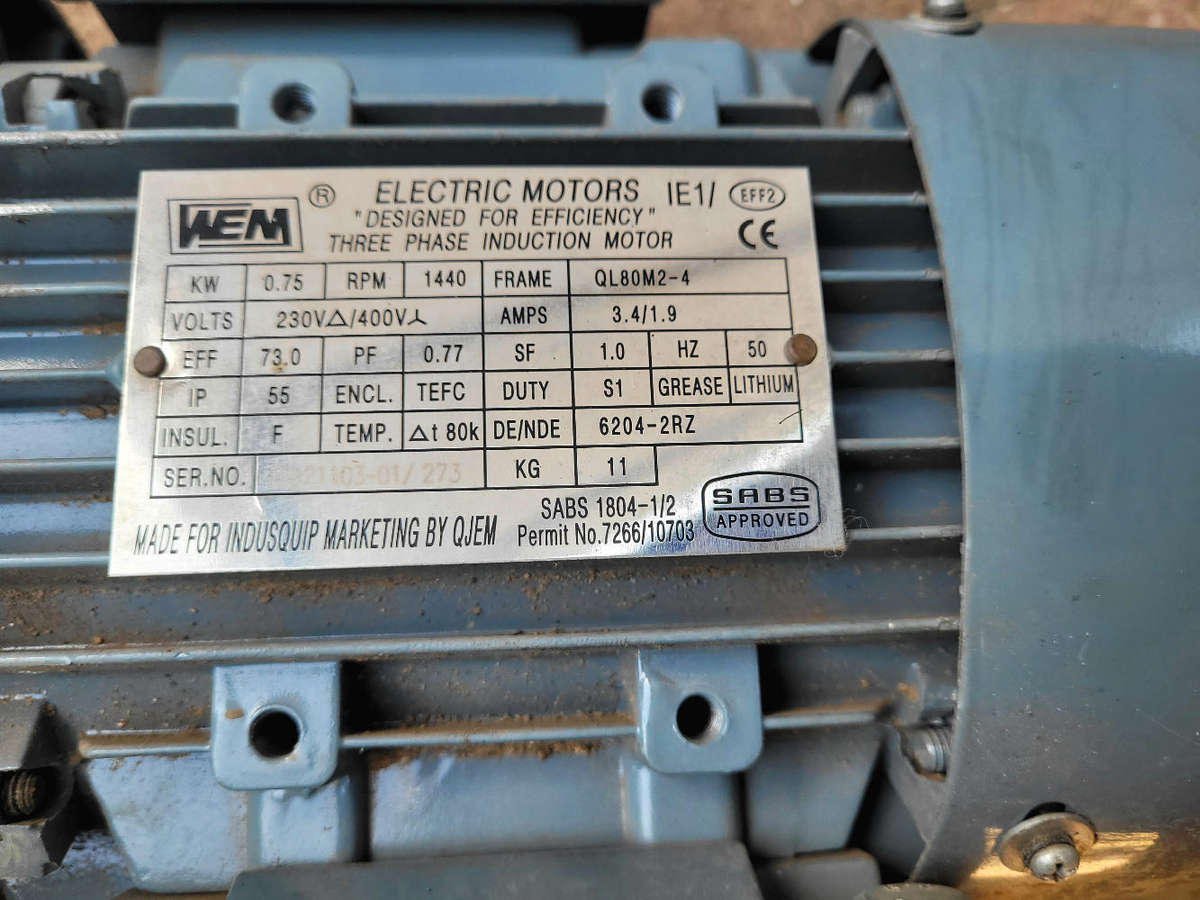 WEM ® ELECTRIC MOTORS IE1/ EFF2
"DESIGNED FOR EFFICIENCY" CE
THREE PHASE INDUCTION MOTOR
KW 0.75 RPM 1440 FRAME QL80M2-4
VOLTS 230V△/400V⅄ AMPS 3.4/1.9
EFF 73.0 PF 0.77 SF 1.0 HZ 50
IP 55 ENCL. TEFC DUTY S1 GREASE LITHIUM
INSUL. F TEMP. △t 80k DE/NDE 6204-2RZ
SER.NO. KG 11
SABS 1804-1/2
MADE FOR INDUSQUIP MARKETING BY QJEM Permit No.7266/10703
SABS
APPROVED